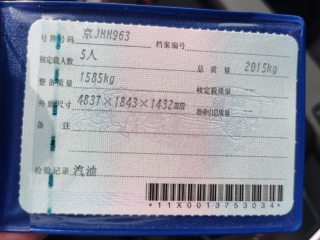 号牌号码 京JHH963 档案编号
核定载人数 5人 总质量 2015kg
整备质量 1585kg 核定载质量
外廓尺寸 4837×1843×1432 准牵引总质量
备注
检验记录 汽油
*11X0013753034*